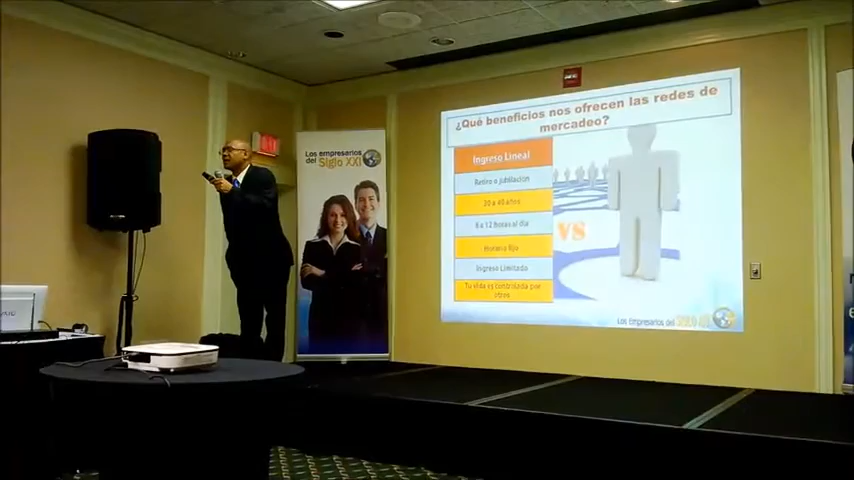 Los empresarios
del Siglo XXI
¿Qué beneficios nos ofrecen las redes de
mercadeo?
Ingreso Lineal
Retiro o jubilación
20 a 40 años
8 a 12 horas al día
Horario fijo
Ingreso Limitado
Tu vida es controlada por
otros
VS
Los Empresarios del Siglo XXI